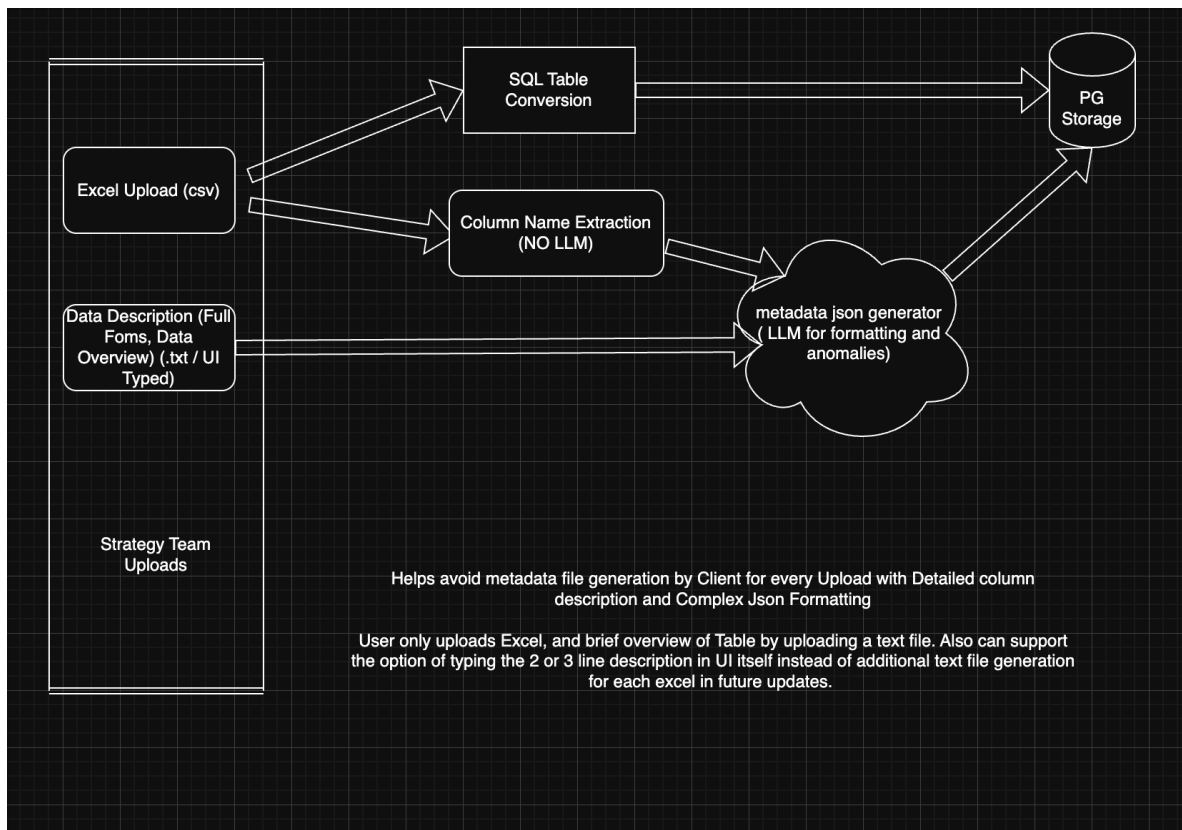 SQL Table
Conversion
PG
Storage
Excel Upload (csv)
Column Name Extraction
(NO LLM)
Data Description (Full
Foms, Data
Overview) (.txt / UI
Typed)
metadata json generator
( LLM for formatting and
anomalies)
Strategy Team
Uploads
Helps avoid metadata file generation by Client for every Upload with Detailed column
description and Complex Json Formatting
User only uploads Excel, and brief overview of Table by uploading a text file. Also can support
the option of typing the 2 or 3 line description in UI itself instead of additional text file generation
for each excel in future updates.